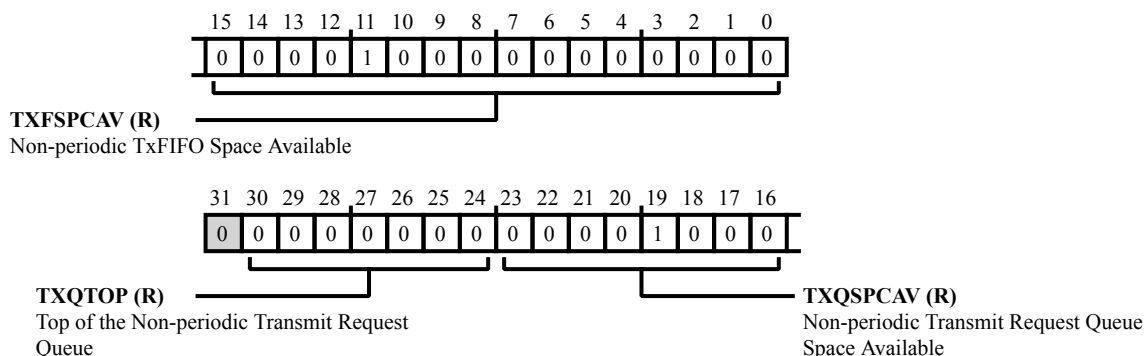 15 14 13 12 11 10 9 8 7 6 5 4 3 2 1 0
0 0 0 0 1 0 0 0 0 0 0 0 0 0 0 0
TXFSPCAV (R)
Non-periodic TxFIFO Space Available
31 30 29 28 27 26 25 24 23 22 21 20 19 18 17 16
0 0 0 0 0 0 0 0 0 0 0 0 1 0 0 0
TXQTOP (R)
Top of the Non-periodic Transmit Request
Queue
TXQSPCAV (R)
Non-periodic Transmit Request Queue
Space Available